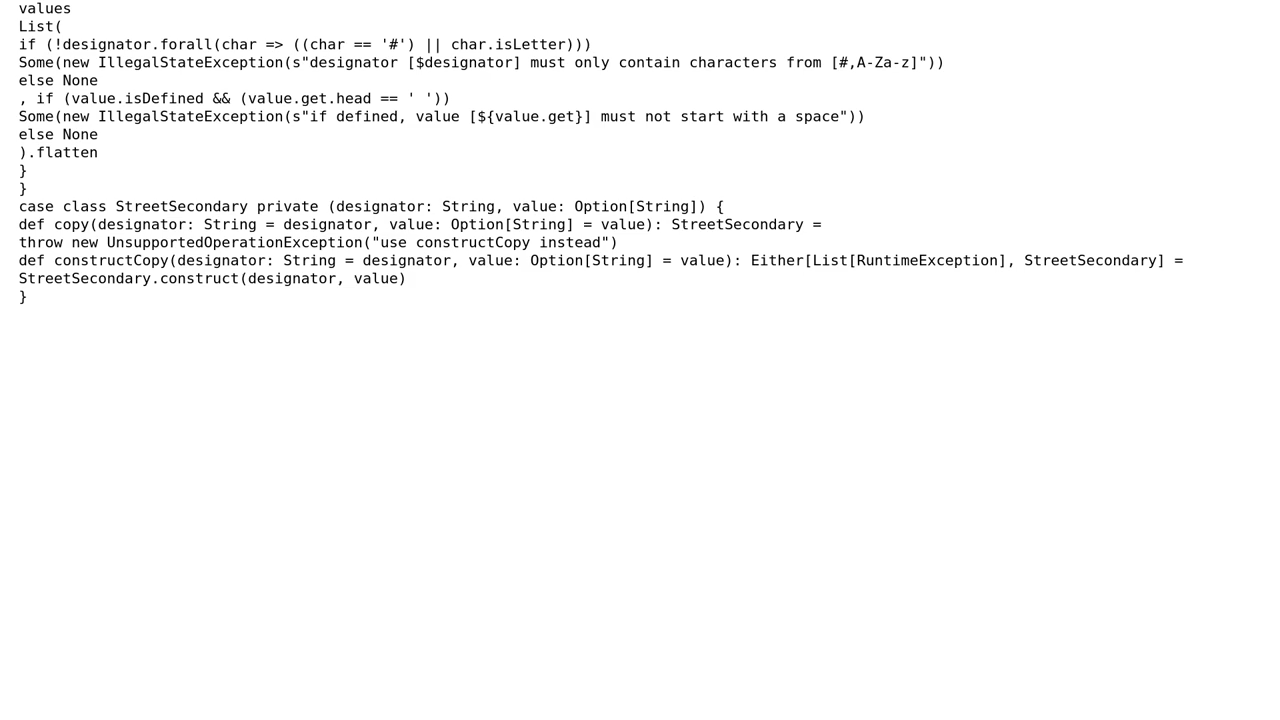 values
List(
if (!designator.forall(char => ((char == '#') || char.isLetter)))
Some(new IllegalStateException(s"designator [$designator] must only contain characters from [#,A-Za-z]"))
else None
, if (value.isDefined && (value.get.head == ' '))
Some(new IllegalStateException(s"if defined, value [${value.get}] must not start with a space"))
else None
).flatten
}
}
case class StreetSecondary private (designator: String, value: Option[String]) {
def copy(designator: String = designator, value: Option[String] = value): StreetSecondary =
throw new UnsupportedOperationException("use constructCopy instead")
def constructCopy(designator: String = designator, value: Option[String] = value): Either[List[RuntimeException], StreetSecondary] =
StreetSecondary.construct(designator, value)
}